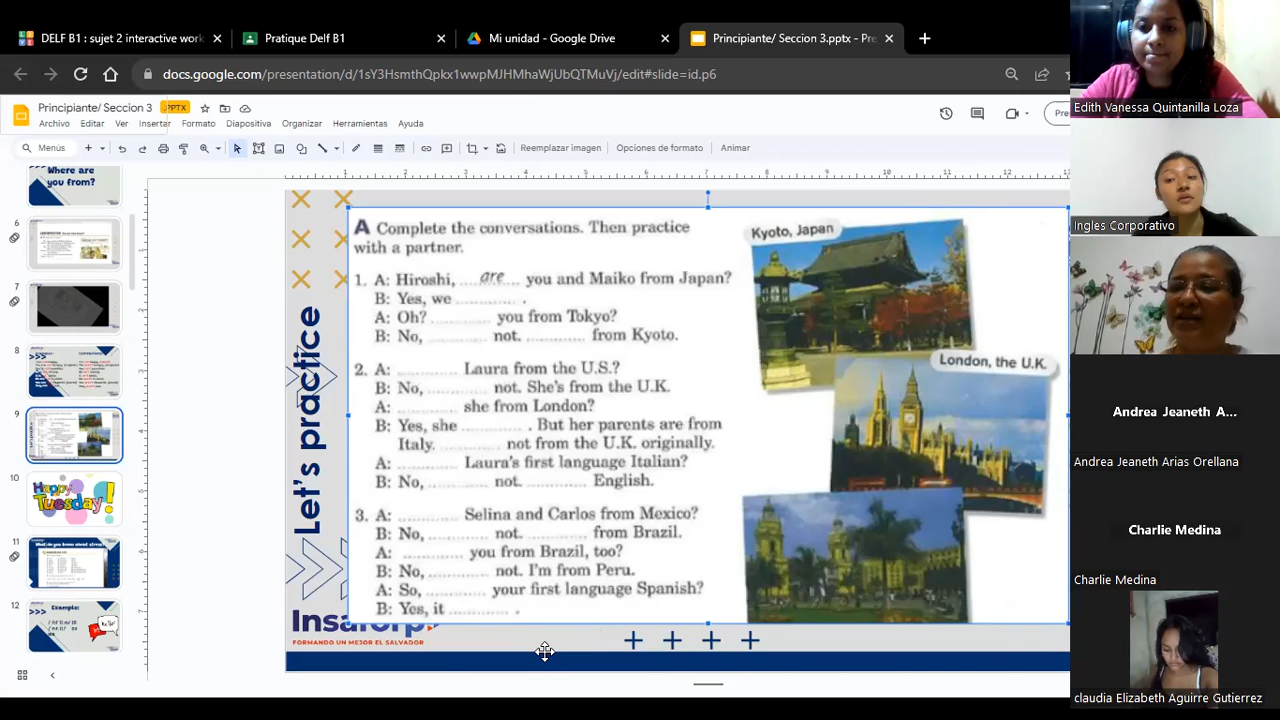 DELF B1 : sujet 2 interactive work
Pratique Delf B1
Mi unidad - Google Drive
Principiante/ Seccion 3.pptx - Pre
docs.google.com/presentation/d/1sY3HsmthQpkx1wwpMJHMhaWjUbQTMuVj/edit#slide=id.p6
Principiante/ Seccion 3 .PPTX
Archivo Editar Ver Insertar Formato Diapositiva Organizar Herra Ayuda
Menús Reemplazar imagen Opciones de formato Animar
Where are you from?
6
7
8
9
10
Happy Tuesday!
11
12
Example:
Let's practice
A Complete the conversations. Then practice
with a partner.
1. A: Hiroshi, are you and Maiko from Japan?
B: Yes, we .......... .
A: Oh? .......... you from Tokyo?
B: No, .......... not. .......... from Kyoto.
2. A: .......... Laura from the U.S.?
B: No, .......... not. She's from the U.K.
A: .......... she from London?
B: Yes, she .......... . But her parents are from
Italy. .......... not from the U.K. originally.
A: .......... Laura's first language Italian?
B: No, .......... not. .......... English.
3. A: .......... Selina and Carlos from Mexico?
B: No, .......... not. .......... from Brazil.
A: .......... you from Brazil, too?
B: No, .......... not. I'm from Peru.
A: So, .......... your first language Spanish?
B: Yes, it .......... .
Kyoto, Japan
London, the U.K.
Insaforp
FORMANDO UN MEJOR EL SALVADOR
Edith Vanessa Quintanilla Loza
Ingles Corporativo
Andrea Jeaneth A...
Andrea Jeaneth Arias Orellana
Charlie Medina
Charlie Medina
claudia Elizabeth Aguirre Gutierrez